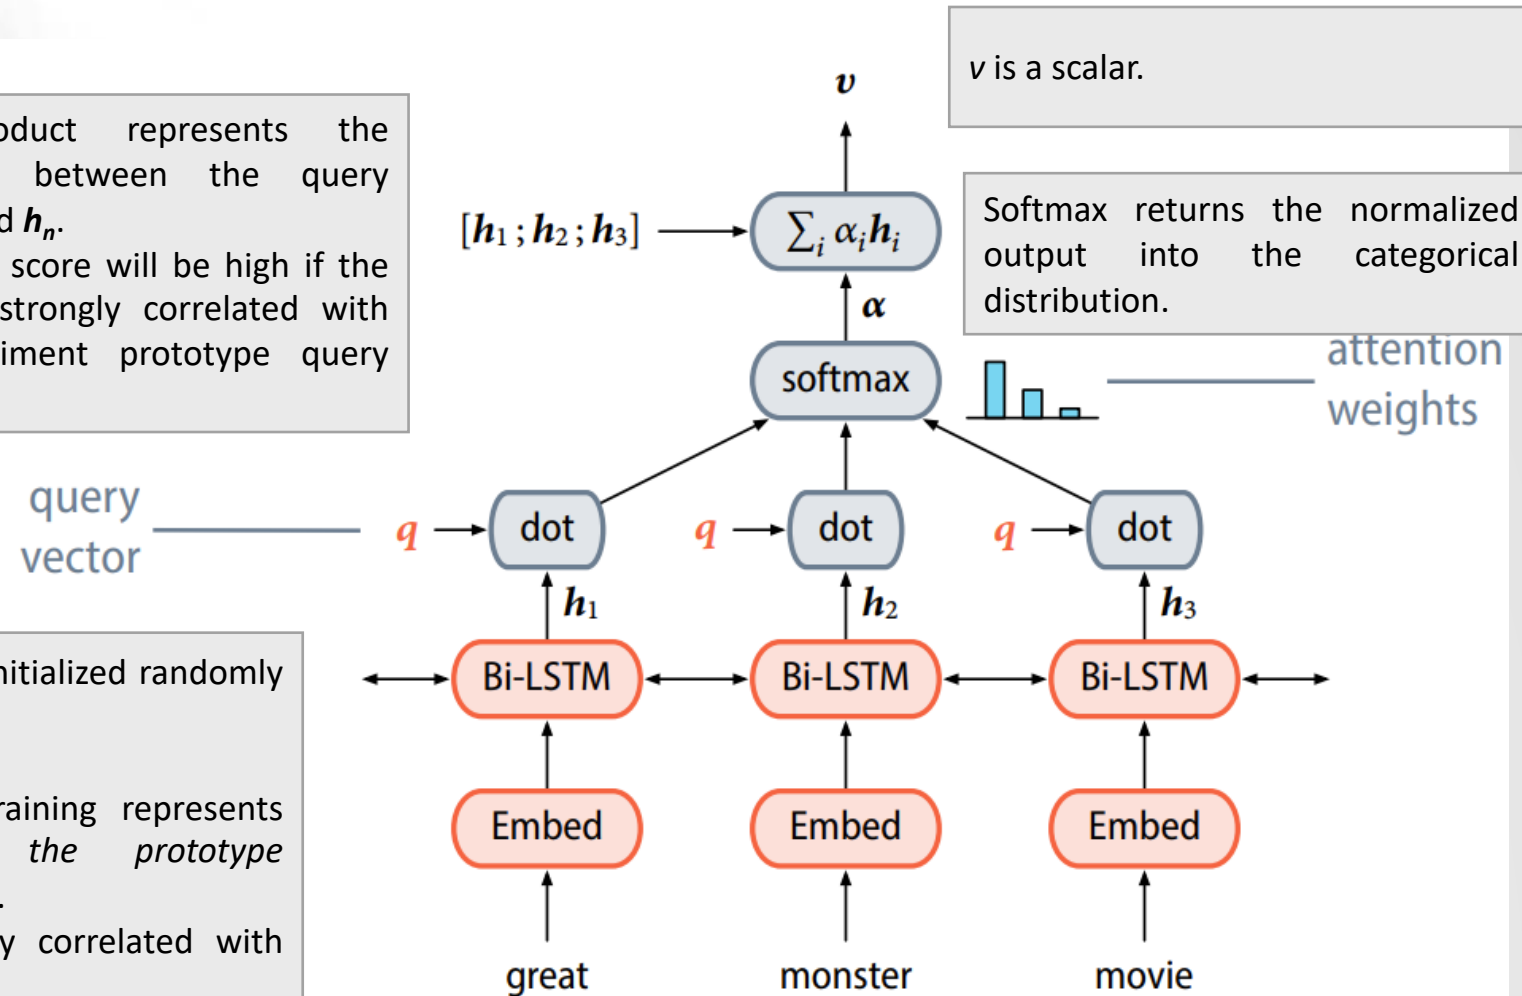 v is a scalar.
v
oduct represents the
between the query
d hₙ.
score will be high if the
strongly correlated with
iment prototype query
[h₁ ; h₂ ; h₃]
∑ᵢ αᵢhᵢ
Softmax returns the normalized
output into the categorical
distribution.
α
softmax
attention
weights
query
vector
q
dot
q
dot
q
dot
h₁
h₂
h₃
nitialized randomly
raining represents
the prototype
.
y correlated with
Bi-LSTM
Bi-LSTM
Bi-LSTM
Embed
Embed
Embed
great
monster
movie